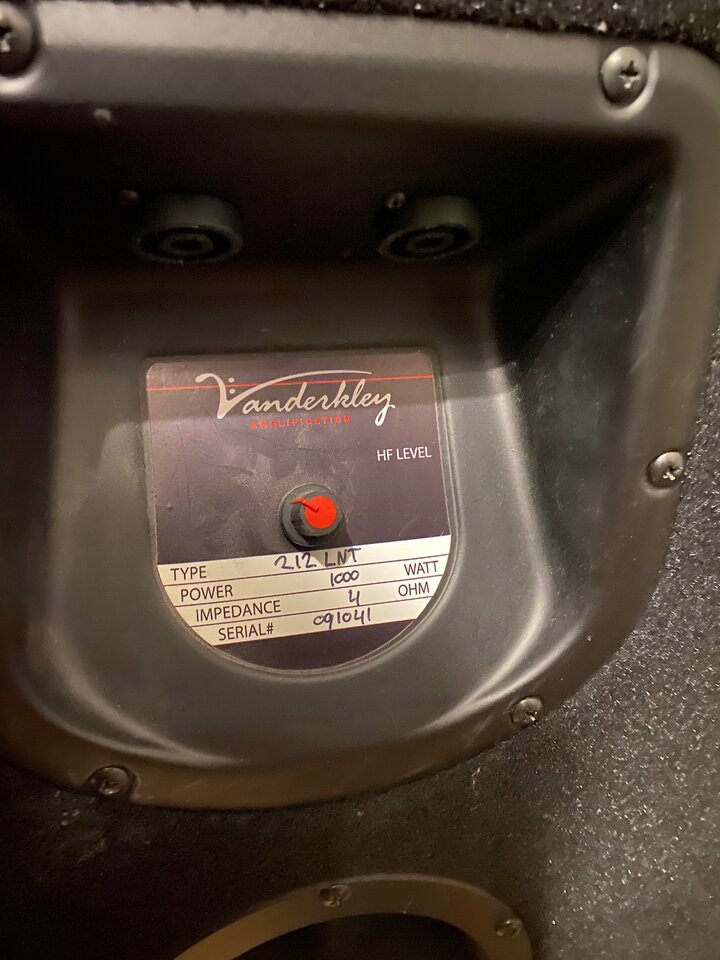 Vanderkley
AMPLIFICATION
HF LEVEL
TYPE 212 LNT
POWER 1000 WATT
IMPEDANCE 4 OHM
SERIAL# 091041